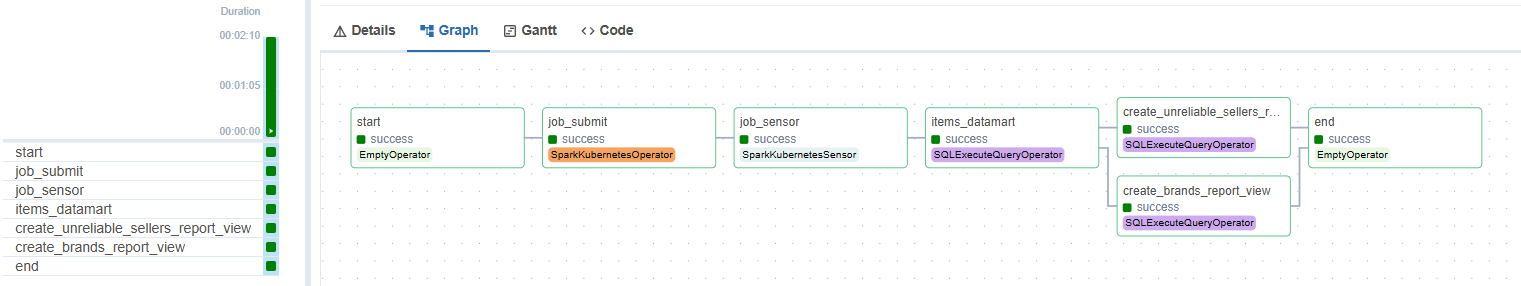 Duration
00:02:10
00:01:05
00:00:00
start
job_submit
job_sensor
items_datamart
create_unreliable_sellers_report_view
create_brands_report_view
end
Details
Graph
Gantt
Code
start
success
EmptyOperator
job_submit
success
SparkKubernetesOperator
job_sensor
success
SparkKubernetesSensor
items_datamart
success
SQLExecuteQueryOperator
create_unreliable_sellers_r...
success
SQLExecuteQueryOperator
create_brands_report_view
success
SQLExecuteQueryOperator
end
success
EmptyOperator